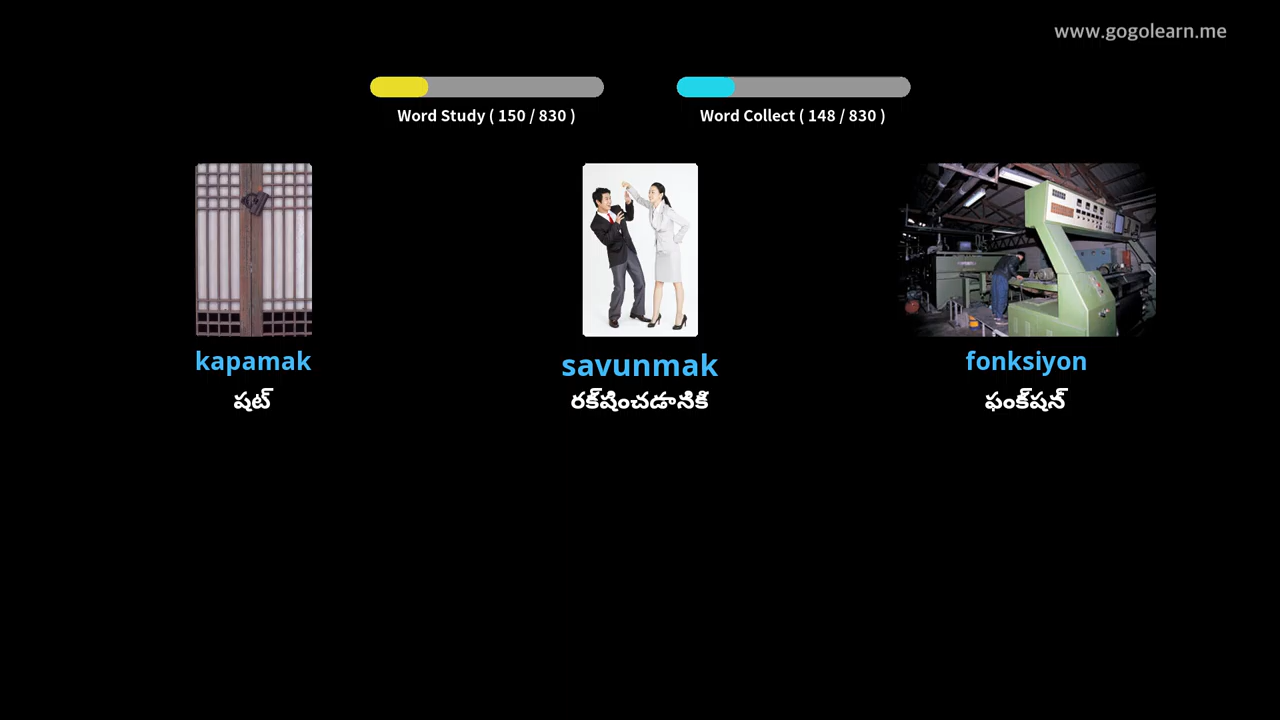 www.gogolearn.me
Word Study ( 150 / 830 )
Word Collect ( 148 / 830 )
kapamak
savunmak
fonksiyon
షట్
రక్‌షించడానికి
ఫంక్‌షన్